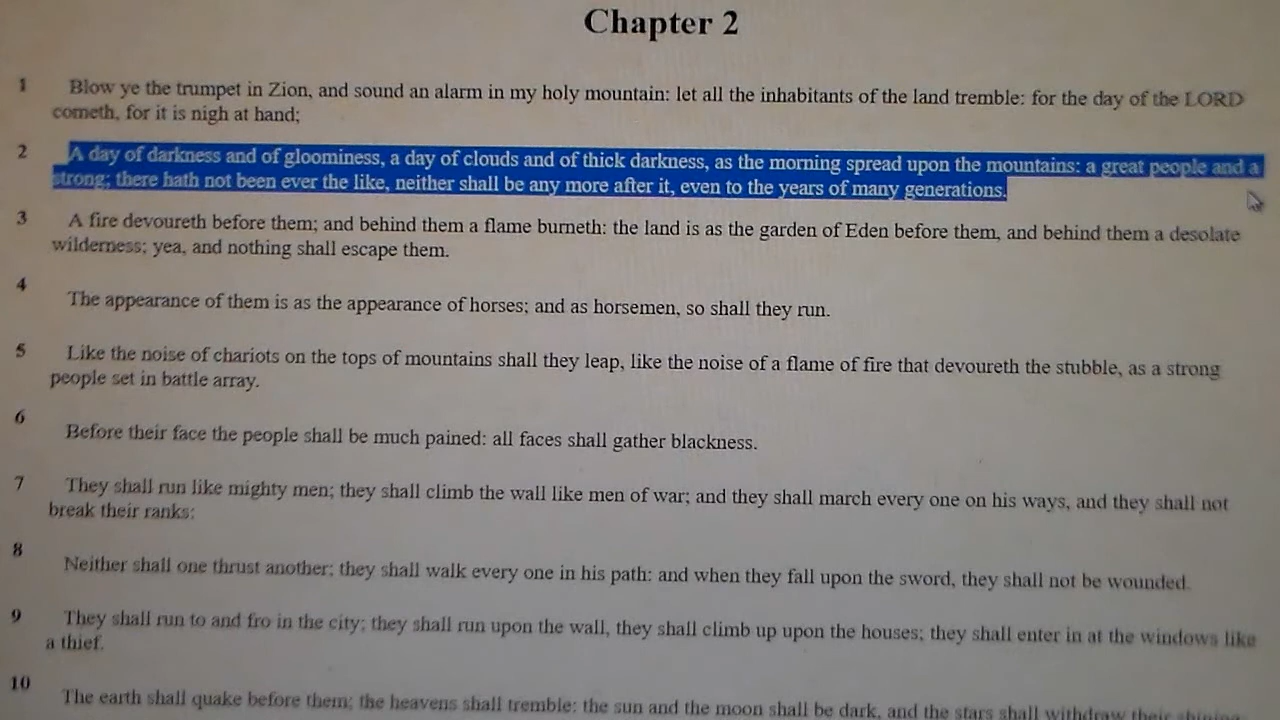 Chapter 2
1 Blow ye the trumpet in Zion, and sound an alarm in my holy mountain: let all the inhabitants of the land tremble: for the day of the LORD
cometh, for it is nigh at hand;
2 A day of darkness and of gloominess, a day of clouds and of thick darkness, as the morning spread upon the mountains: a great people and a
strong; there hath not been ever the like, neither shall be any more after it, even to the years of many generations.
3 A fire devoureth before them; and behind them a flame burneth: the land is as the garden of Eden before them, and behind them a desolate
wilderness; yea, and nothing shall escape them.
4 The appearance of them is as the appearance of horses; and as horsemen, so shall they run.
5 Like the noise of chariots on the tops of mountains shall they leap, like the noise of a flame of fire that devoureth the stubble, as a strong
people set in battle array.
6 Before their face the people shall be much pained: all faces shall gather blackness.
7 They shall run like mighty men; they shall climb the wall like men of war; and they shall march every one on his ways, and they shall not
break their ranks:
8 Neither shall one thrust another; they shall walk every one in his path: and when they fall upon the sword, they shall not be wounded.
9 They shall run to and fro in the city; they shall run upon the wall, they shall climb up upon the houses; they shall enter in at the windows like
a thief.
10 The earth shall quake before them; the heavens shall tremble: the sun and the moon shall be dark, and the stars shall withdraw their shining: